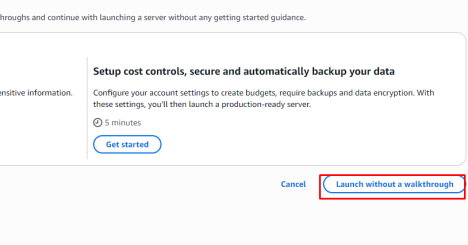 throughs and continue with launching a server without any getting started guidance.
Setup cost controls, secure and automatically backup your data
ensitive information.
Configure your account settings to create budgets, require backups and data encryption. With
these settings, you'll then launch a production-ready server.
5 minutes
Get started
Cancel
Launch without a walkthrough